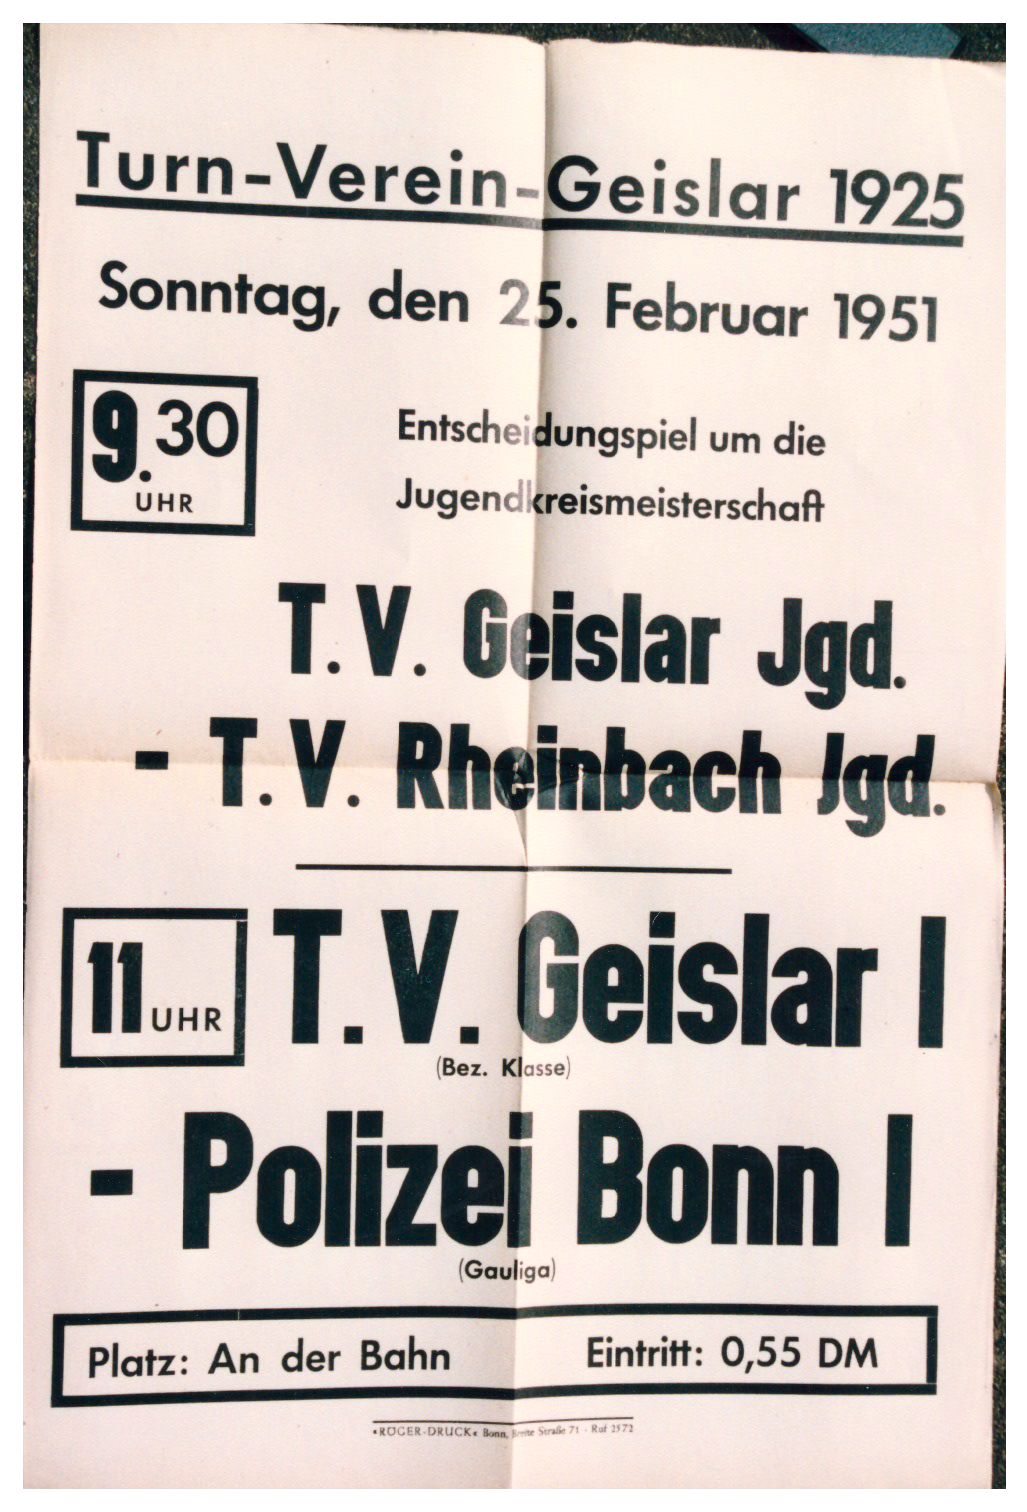 Turn-Verein-Geislar 1925
Sonntag, den 25. Februar 1951
9.30
UHR
Entscheidungspiel um die
Jugendkreismeisterschaft
T. V. Geislar Jgd.
- T. V. Rheinbach Jgd.
11 UHR
T. V. Geislar I
(Bez. Klasse)
- Polizei Bonn I
(Gauliga)
Platz: An der Bahn
Eintritt: 0,55 DM
«RÖGER-DRUCK« Bonn, Breite Straße 71 - Ruf 2572